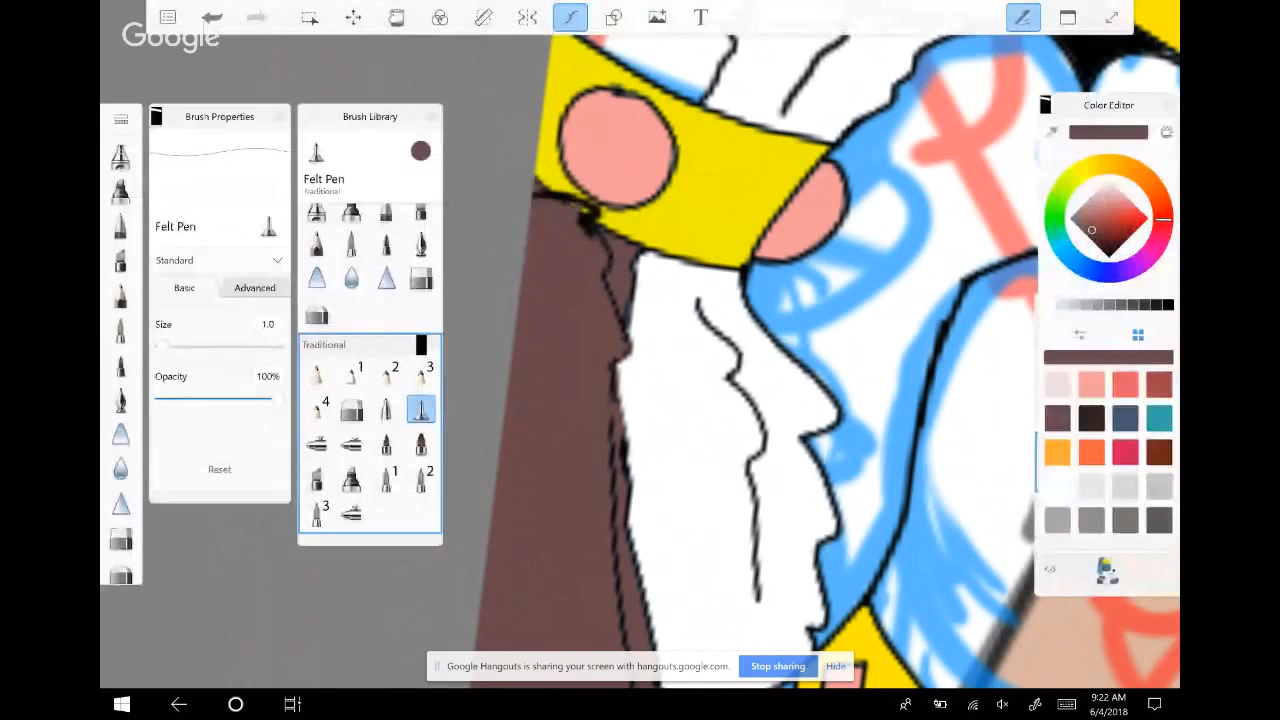 Google
T
Brush Properties
Brush Library
Color Editor
Felt Pen
Traditional
Felt Pen
Standard
Basic
Advanced
Size
1.0
Opacity
100%
Reset
Traditional
1
2
3
4
1
2
3
Google Hangouts is sharing your screen with hangouts.google.com.
Stop sharing
Hide
9:22 AM
6/4/2018